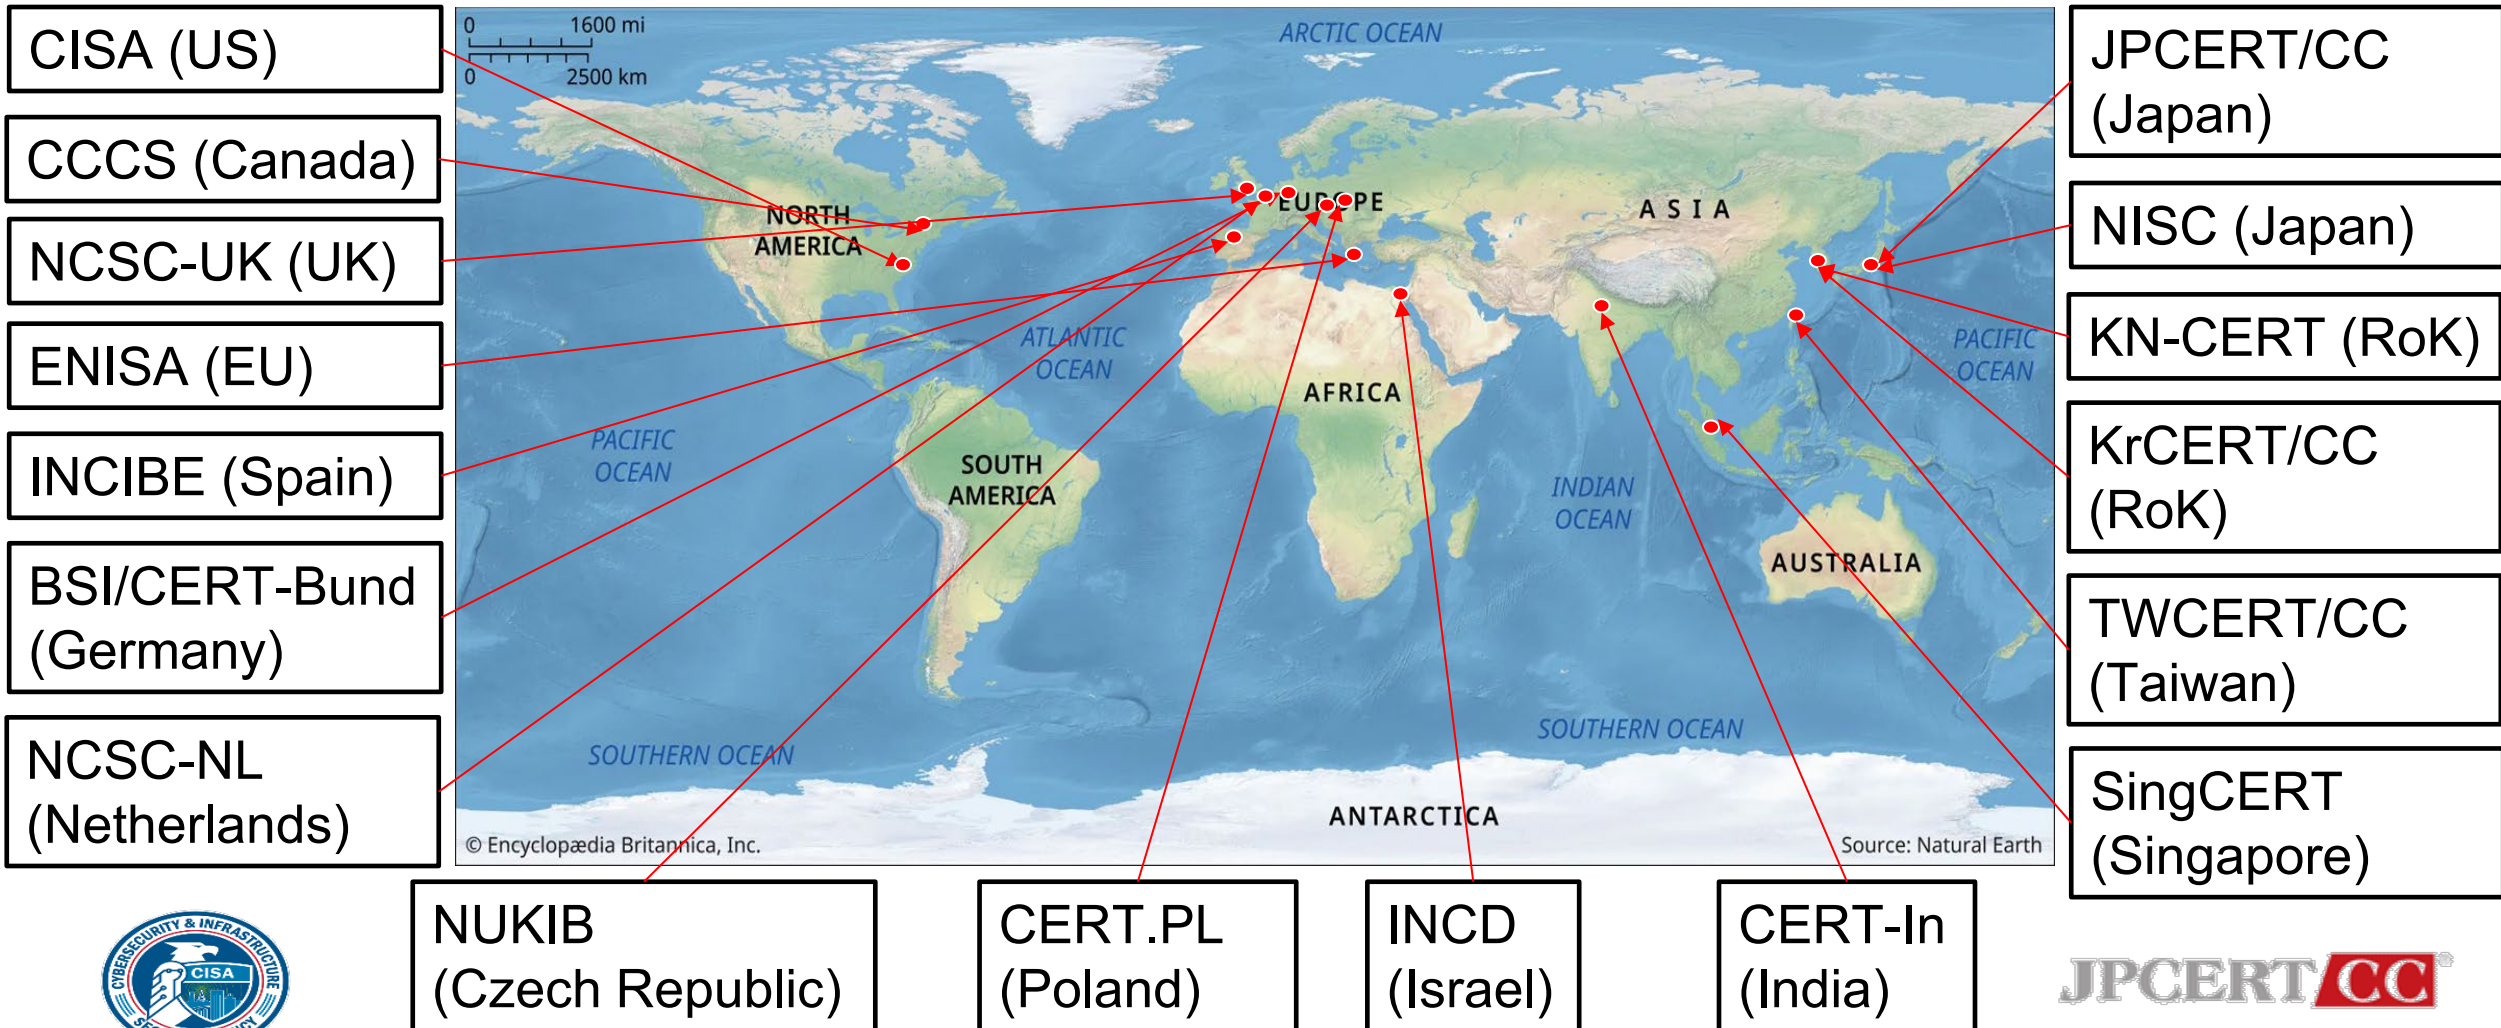 CISA (US)
CCCS (Canada)
NCSC-UK (UK)
ENISA (EU)
INCIBE (Spain)
BSI/CERT-Bund
(Germany)
NCSC-NL
(Netherlands)
0 1600 mi
0 2500 km
ARCTIC OCEAN
NORTH
AMERICA
EUROPE
ASIA
ATLANTIC
OCEAN
PACIFIC
OCEAN
AFRICA
PACIFIC
OCEAN
SOUTH
AMERICA
INDIAN
OCEAN
AUSTRALIA
SOUTHERN OCEAN
SOUTHERN OCEAN
ANTARCTICA
© Encyclopædia Britannica, Inc.
Source: Natural Earth
JPCERT/CC
(Japan)
NISC (Japan)
KN-CERT (RoK)
KrCERT/CC
(RoK)
TWCERT/CC
(Taiwan)
SingCERT
(Singapore)
NUKIB
(Czech Republic)
CERT.PL
(Poland)
INCD
(Israel)
CERT-In
(India)
CYBERSECURITY & INFRASTRUCTURE
CISA
JPCERT CC®